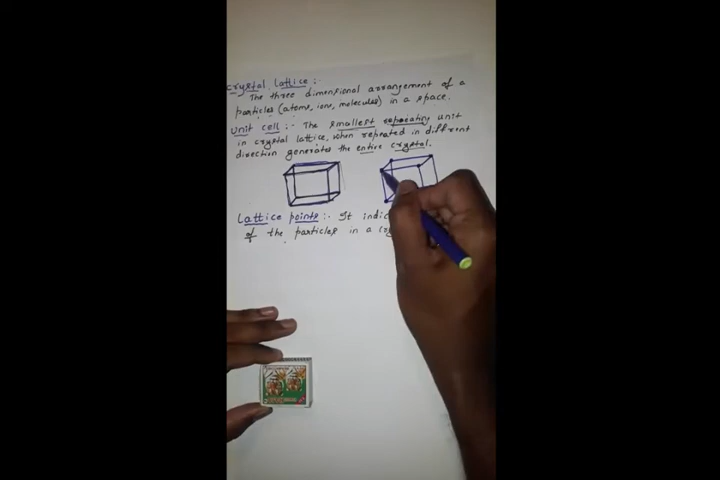 Crystal Lattice :-
The three dimensional arrangement of a
particles (atoms, ions, molecules) in a space.
Unit cell :- The smallest repeating unit
in crystal lattice, when repeated in different
direction generates the entire crystal.
Lattice points :- It indic
of the particles in a